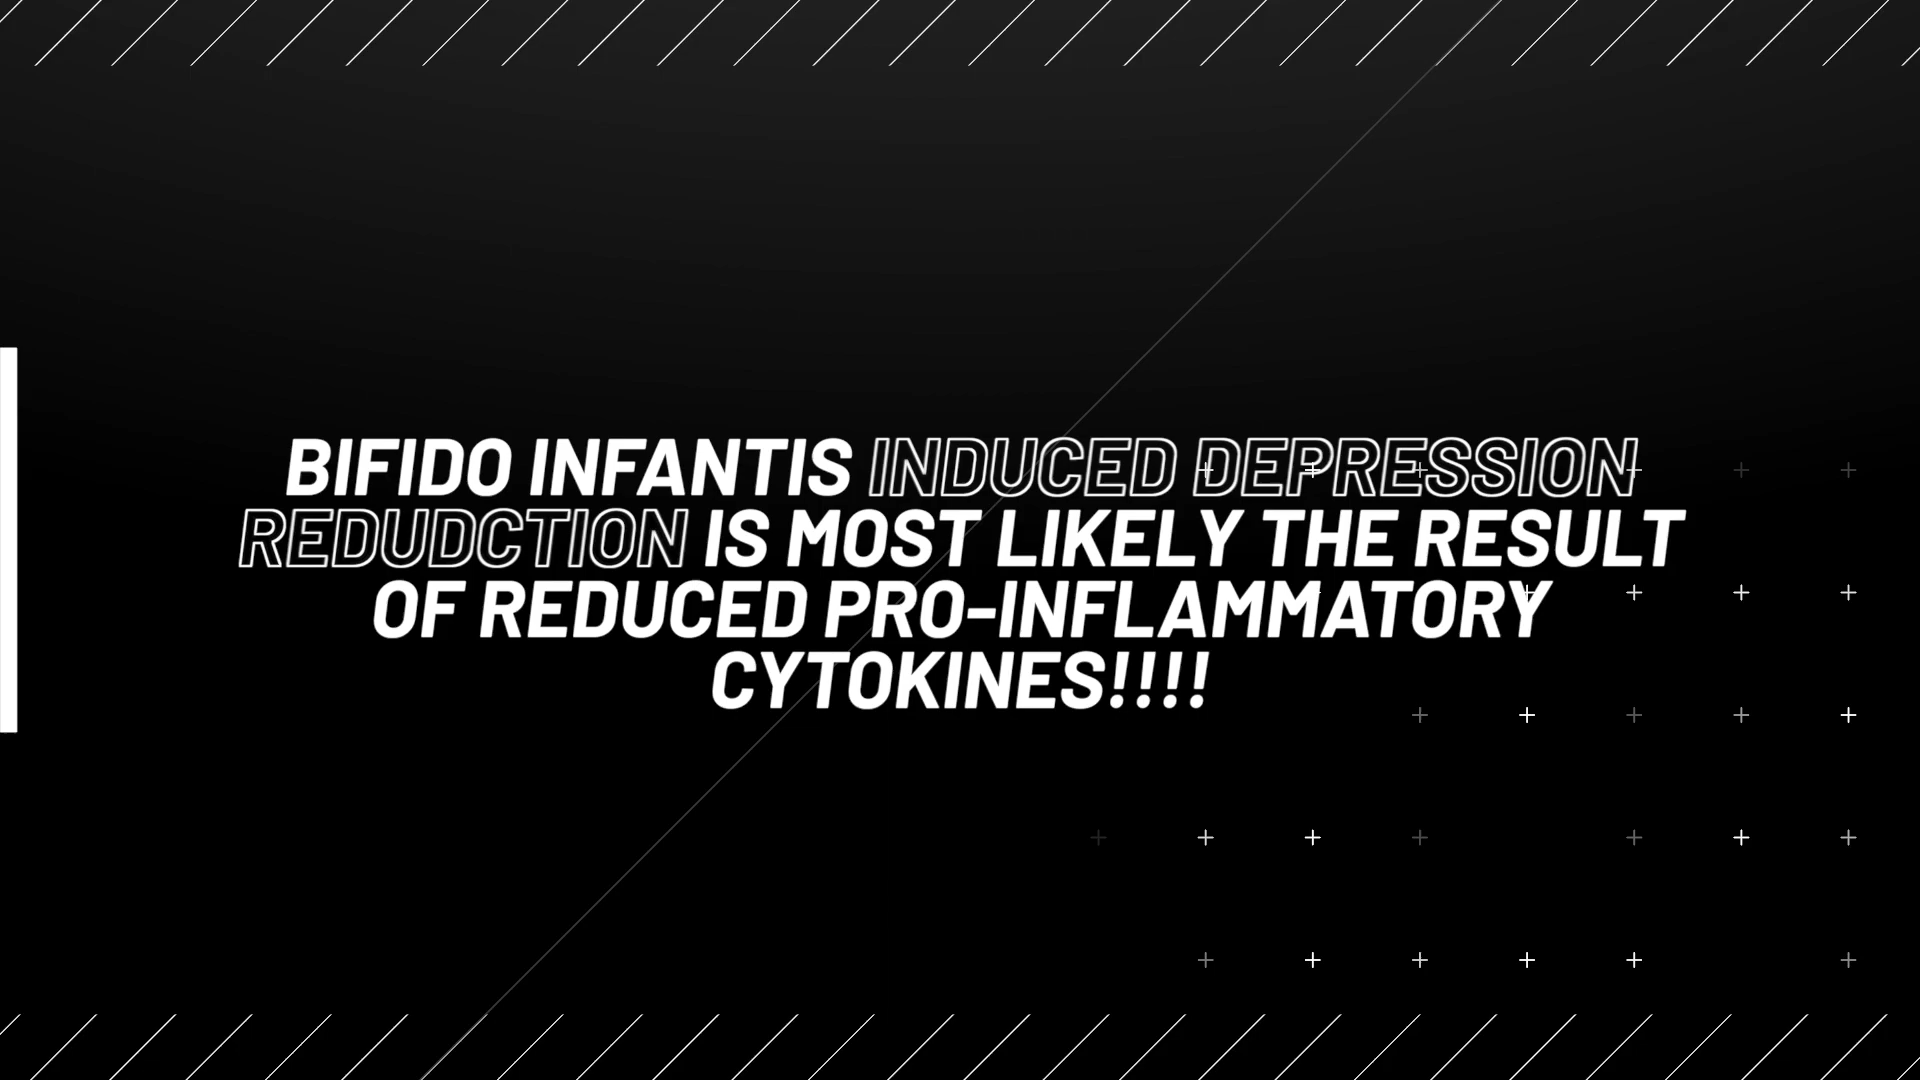 BIFIDO INFANTIS INDUCED DEPRESSION
REDUDCTION IS MOST LIKELY THE RESULT
OF REDUCED PRO-INFLAMMATORY
CYTOKINES!!!!